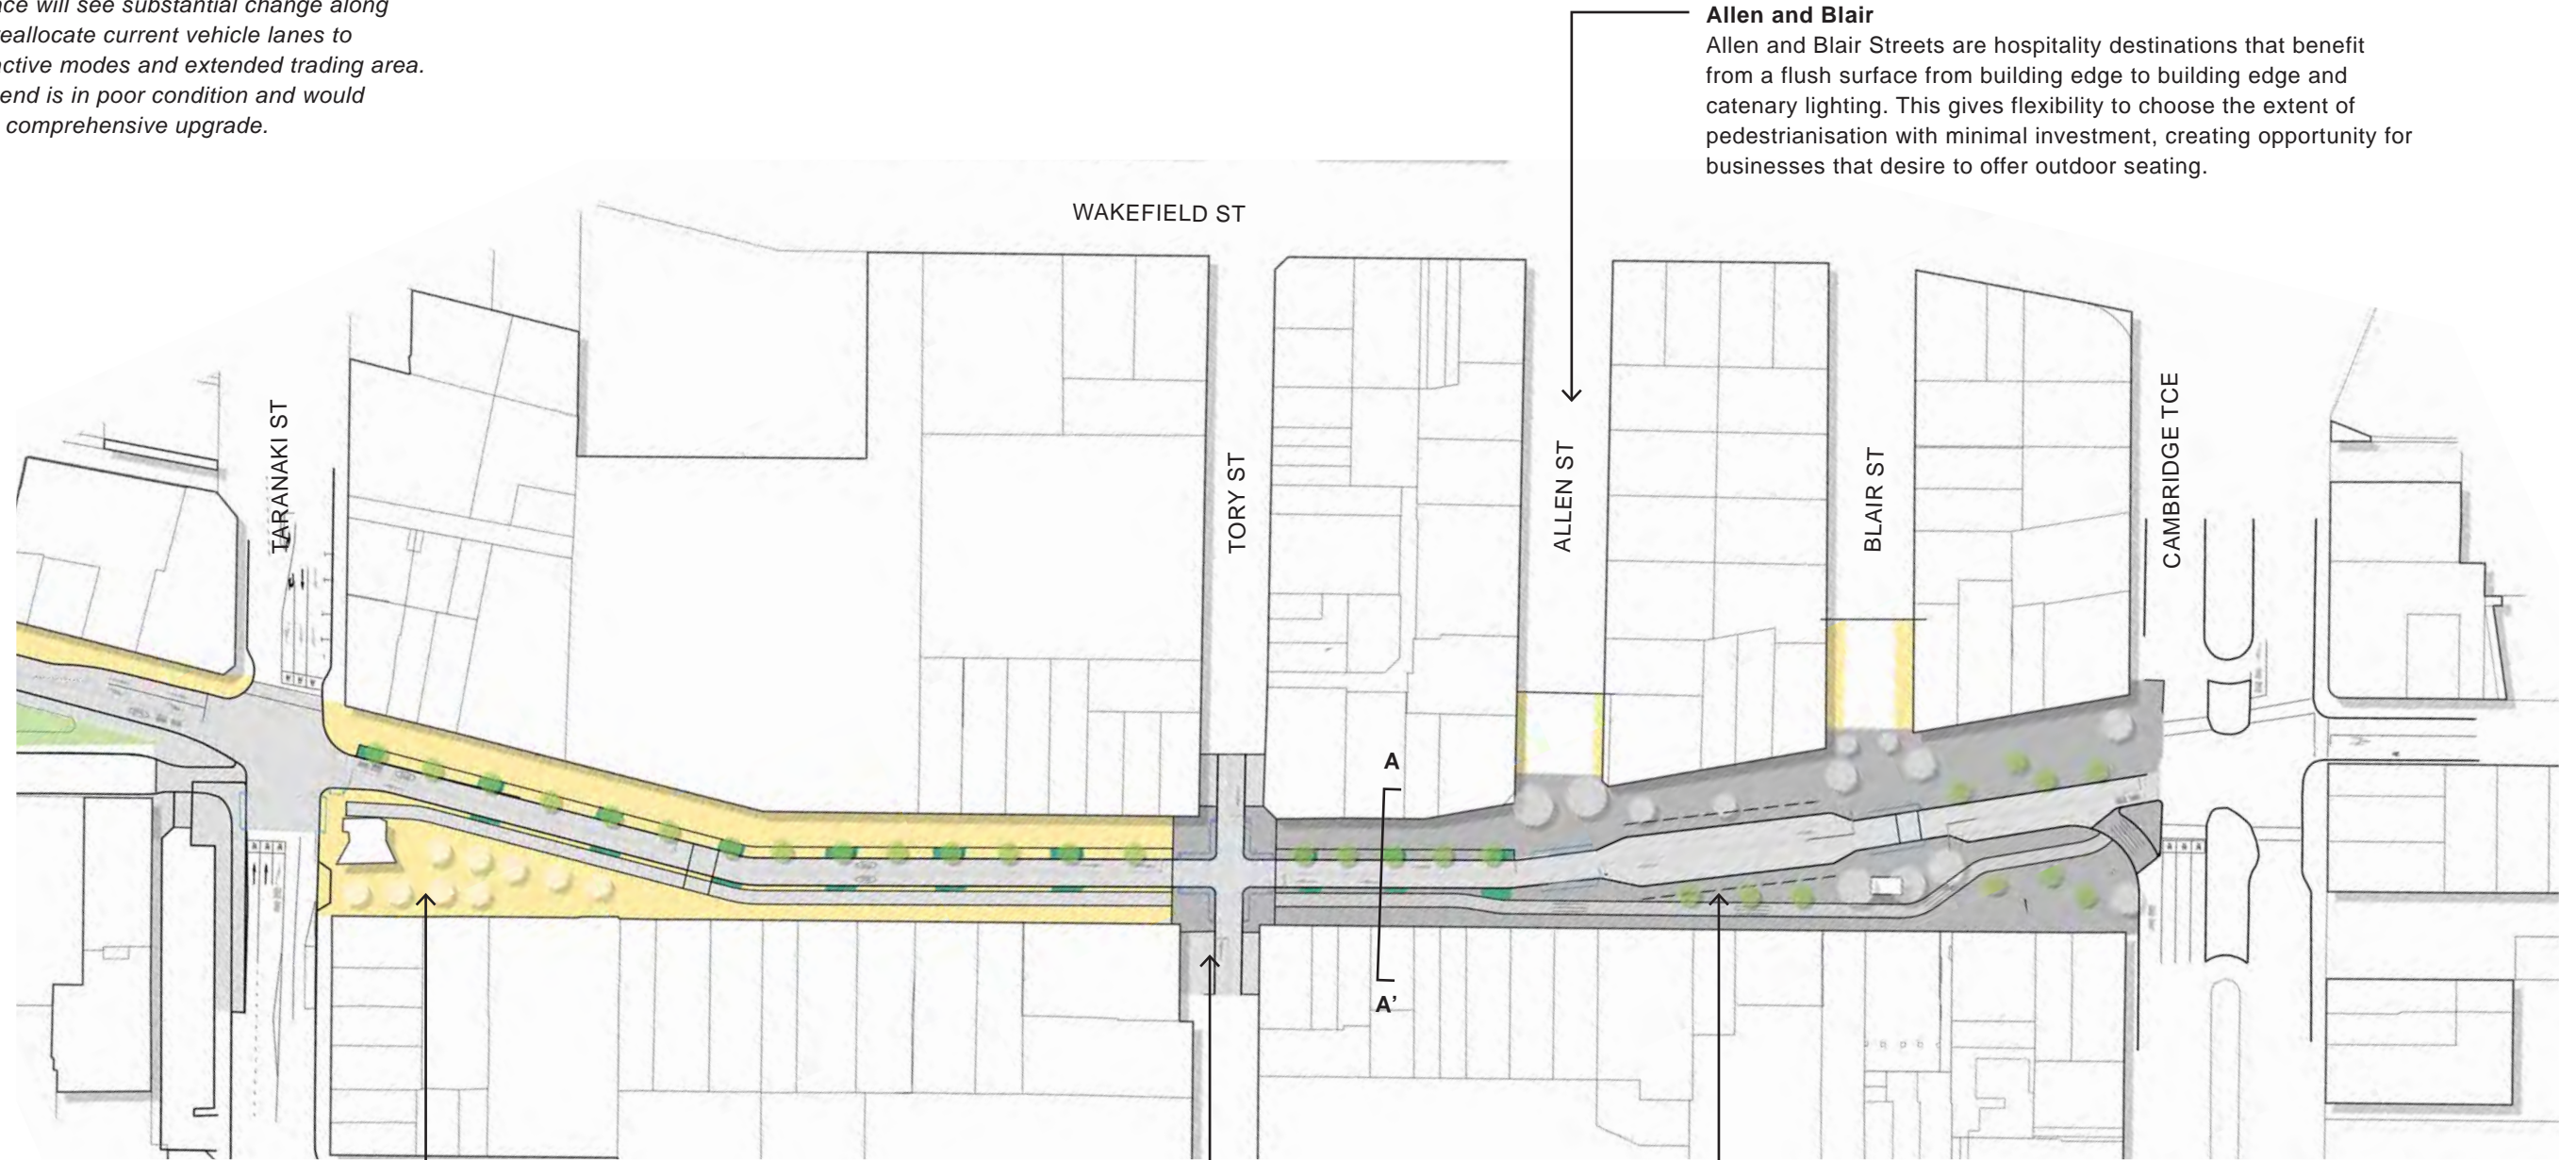 ace will see substantial change along
reallocate current vehicle lanes to
active modes and extended trading area.
end is in poor condition and would
comprehensive upgrade.
Allen and Blair
Allen and Blair Streets are hospitality destinations that benefit
from a flush surface from building edge to building edge and
catenary lighting. This gives flexibility to choose the extent of
pedestrianisation with minimal investment, creating opportunity for
businesses that desire to offer outdoor seating.
WAKEFIELD ST
TARANAKI ST
TORY ST
ALLEN ST
BLAIR ST
CAMBRIDGE TCE
A
A'